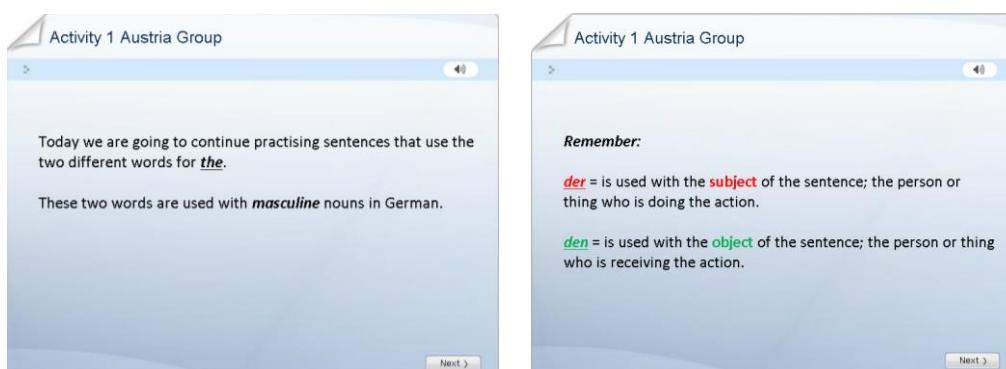 Activity 1 Austria Group
Today we are going to continue practising sentences that use the
two different words for the.
These two words are used with masculine nouns in German.
Next
Activity 1 Austria Group
Remember:
der = is used with the subject of the sentence; the person or
thing who is doing the action.
den = is used with the object of the sentence; the person or thing
who is receiving the action.
Next